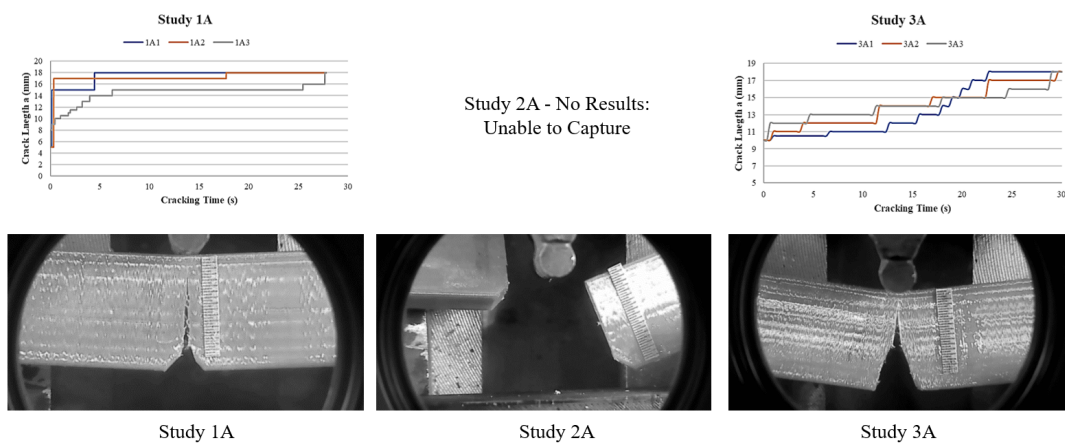 Study 1A
1A1 1A2 1A3
Crack Lnegth a (mm)
20
18
16
14
12
10
8
6
4
2
0
0 5 10 15 20 25 30
Cracking Time (s)
Study 2A - No Results:
Unable to Capture
Study 3A
3A1 3A2 3A3
Crack Lnegth a (mm)
19
17
15
13
11
9
7
5
0 5 10 15 20 25 30
Cracking Time (s)
Study 1A
Study 2A
Study 3A